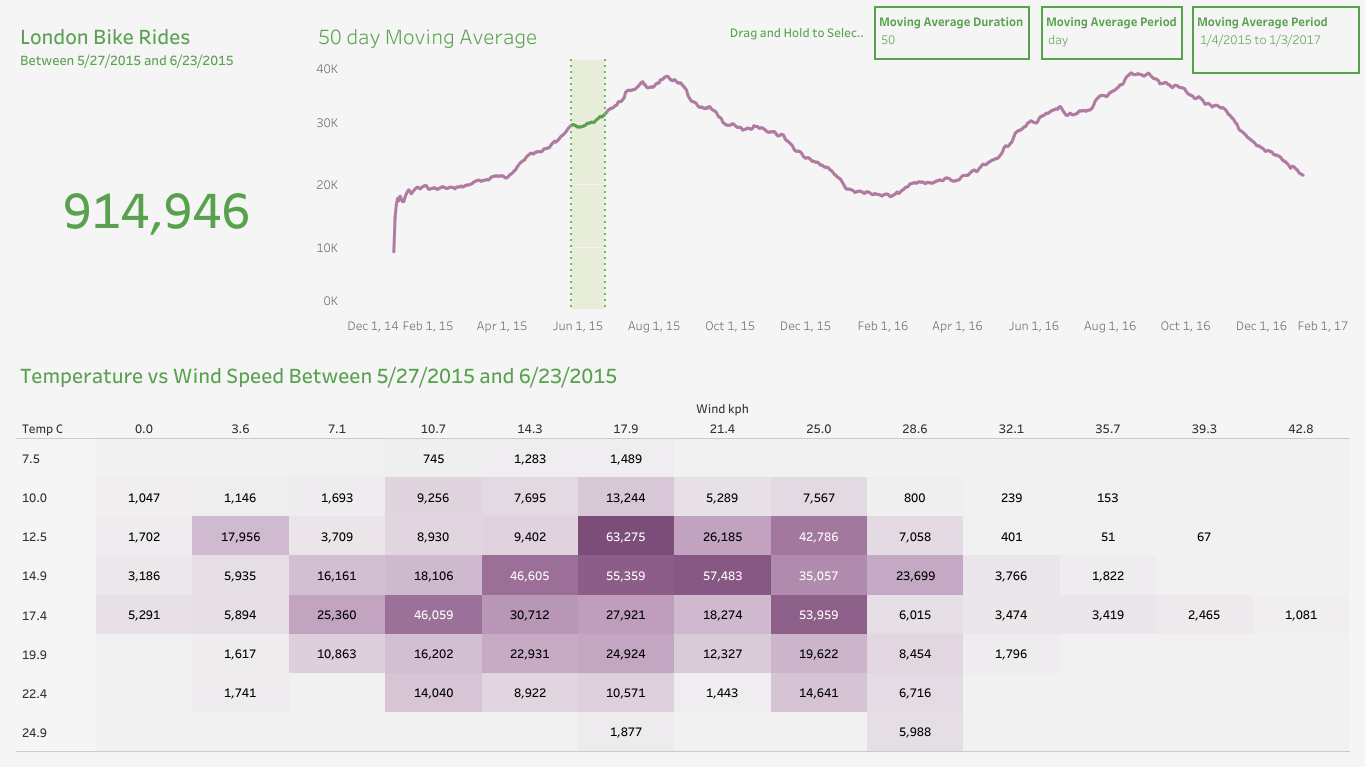 London Bike Rides
Between 5/27/2015 and 6/23/2015
914,946
50 day Moving Average
Drag and Hold to Selec..
Moving Average Duration
50
Moving Average Period
day
Moving Average Period
1/4/2015 to 1/3/2017
40K
30K
20K
10K
0K
Dec 1, 14 Feb 1, 15 Apr 1, 15 Jun 1, 15 Aug 1, 15 Oct 1, 15 Dec 1, 15 Feb 1, 16 Apr 1, 16 Jun 1, 16 Aug 1, 16 Oct 1, 16 Dec 1, 16 Feb 1, 17
Temperature vs Wind Speed Between 5/27/2015 and 6/23/2015
Wind kph
Temp C 0.0 3.6 7.1 10.7 14.3 17.9 21.4 25.0 28.6 32.1 35.7 39.3 42.8
7.5 745 1,283 1,489
10.0 1,047 1,146 1,693 9,256 7,695 13,244 5,289 7,567 800 239 153
12.5 1,702 17,956 3,709 8,930 9,402 63,275 26,185 42,786 7,058 401 51 67
14.9 3,186 5,935 16,161 18,106 46,605 55,359 57,483 35,057 23,699 3,766 1,822
17.4 5,291 5,894 25,360 46,059 30,712 27,921 18,274 53,959 6,015 3,474 3,419 2,465 1,081
19.9 1,617 10,863 16,202 22,931 24,924 12,327 19,622 8,454 1,796
22.4 1,741 14,040 8,922 10,571 1,443 14,641 6,716
24.9 1,877 5,988